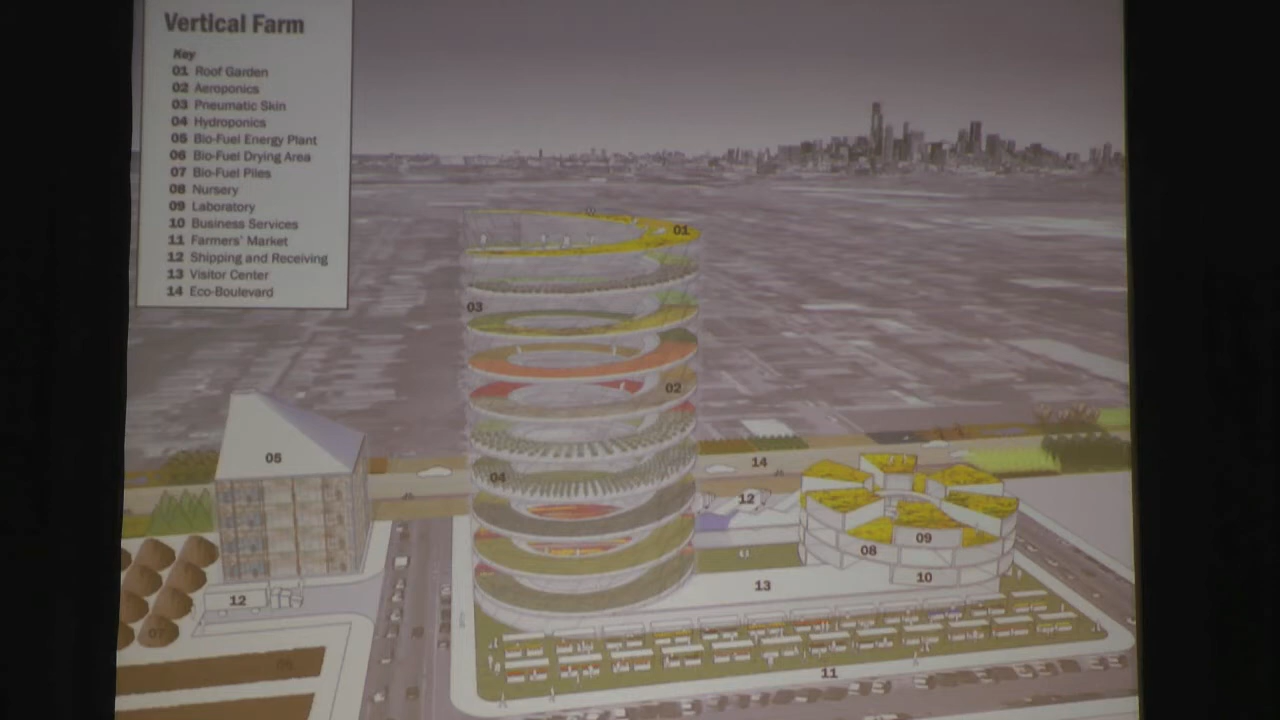 Vertical Farm
Key
01 Roof Garden
02 Aeroponics
03 Pneumatic Skin
04 Hydroponics
05 Bio-Fuel Energy Plant
06 Bio-Fuel Drying Area
07 Bio-Fuel Piles
08 Nursery
09 Laboratory
10 Business Services
11 Farmers' Market
12 Shipping and Receiving
13 Visitor Center
14 Eco-Boulevard
01
03
02
05
14
04
12
09
08
11
10
13
12
07
06
11